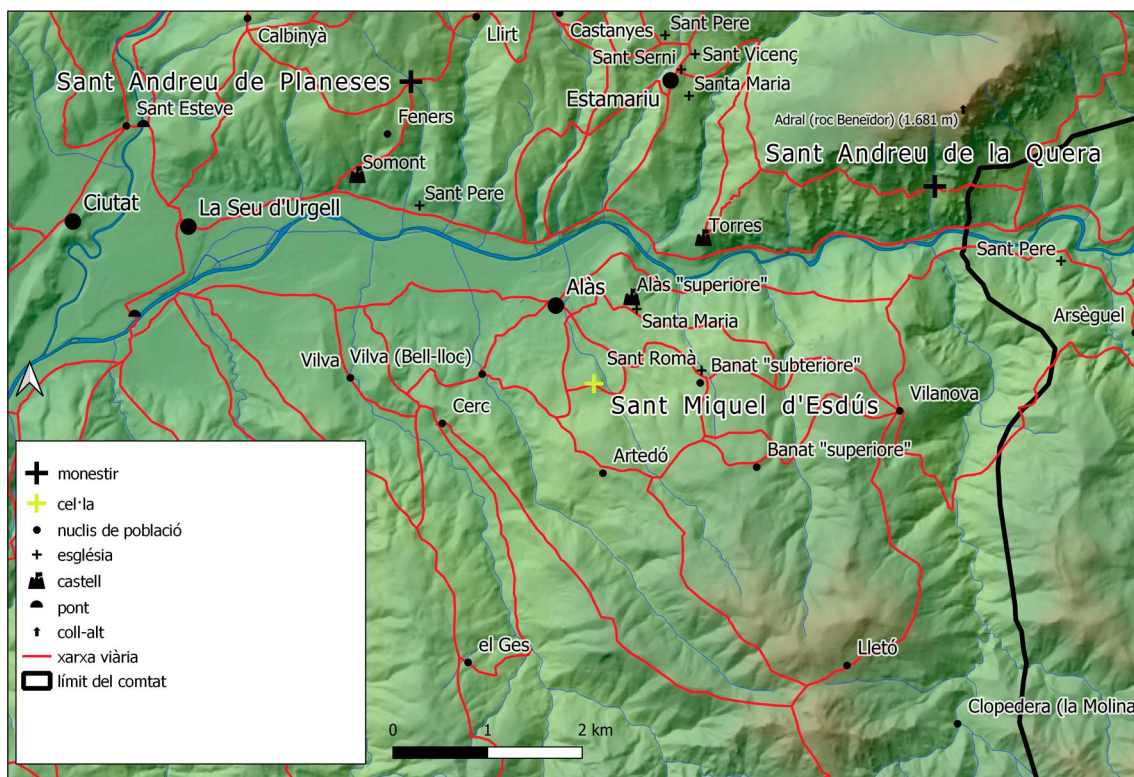 Calbinyà
Llirt
Castanyes
Sant Pere
Sant Serni
Sant Vicenç
Sant Andreu de Planeses
Santa Maria
Estamariu
Sant Esteve
Feners
Adral (roc Beneïdor) (1.681 m)
Sant Andreu de la Quera
Somont
Sant Pere
Ciutat
La Seu d'Urgell
Torres
Sant Pere
Alàs
Alàs "superiore"
Santa Maria
Arsèguel
Vilva
Vilva (Bell-lloc)
Sant Romà
Banat "subteriore"
Cerc
Sant Miquel d'Esdús
Vilanova
Artedó
Banat "superiore"
monestir
cel·la
nuclis de població
església
castell
pont
coll-alt
xarxa viària
límit del comtat
el Ges
Lletó
Clopedera (la Molina
0 1 2 km